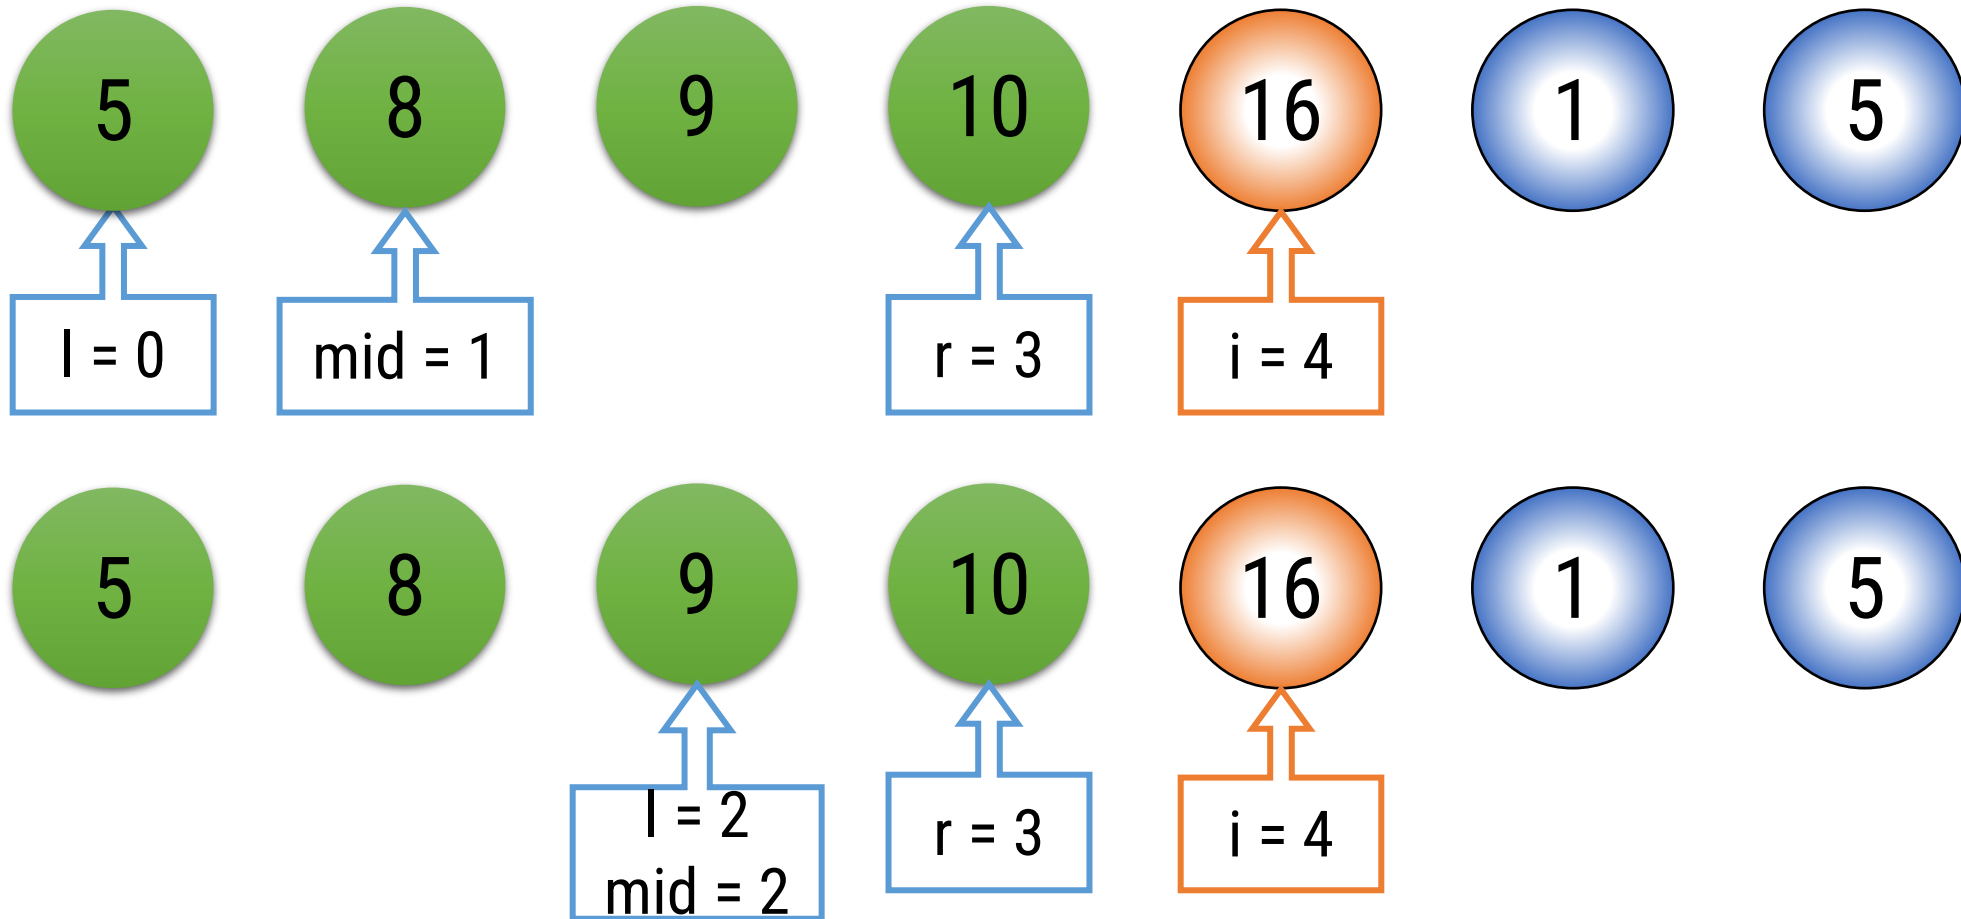 5 8 9 10 16 1 5
l = 0 mid = 1 r = 3 i = 4
5 8 9 10 16 1 5
l = 2
r = 3 i = 4
mid = 2